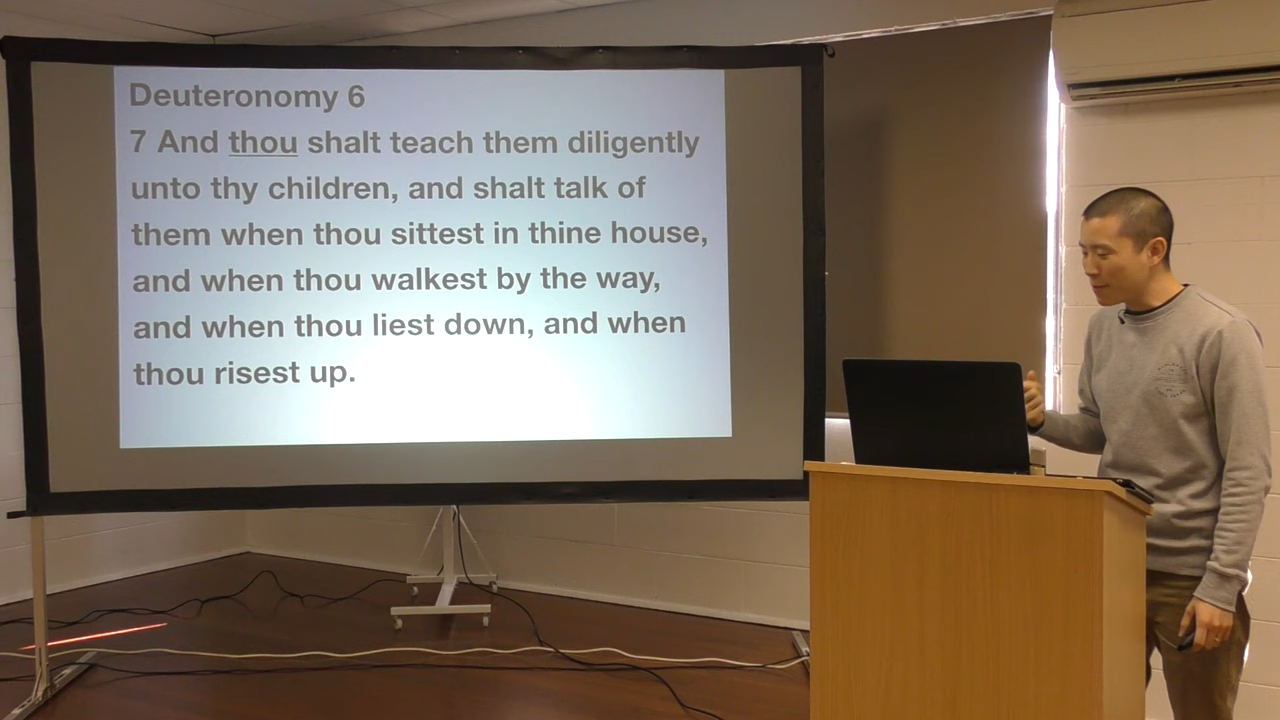 Deuteronomy 6
7 And thou shalt teach them diligently
unto thy children, and shalt talk of
them when thou sittest in thine house,
and when thou walkest by the way,
and when thou liest down, and when
thou risest up.